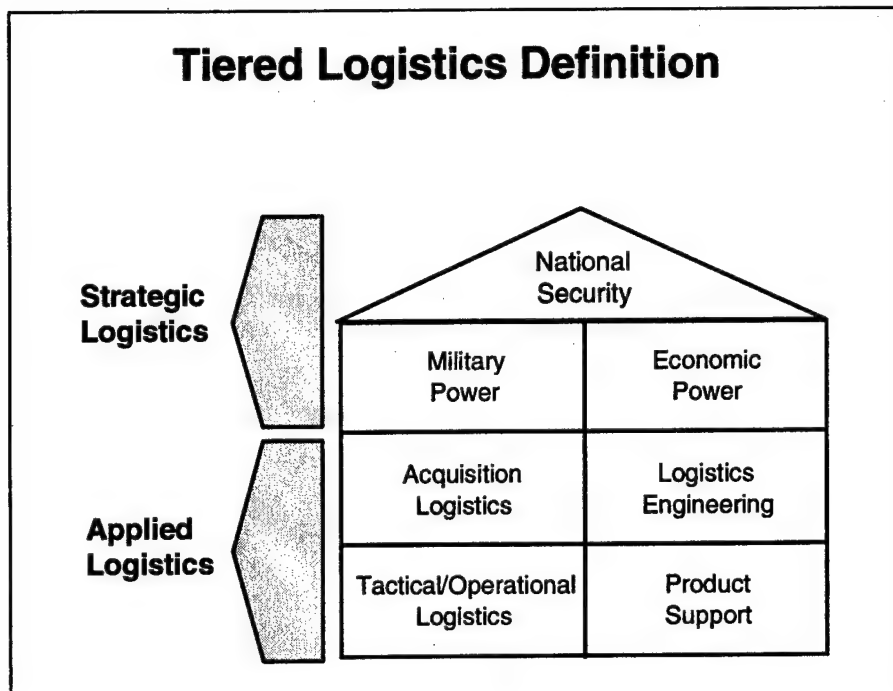 Tiered Logistics Definition
Strategic
Logistics
National
Security
Military
Power
Economic
Power
Applied
Logistics
Acquisition
Logistics
Logistics
Engineering
Tactical/Operational
Logistics
Product
Support